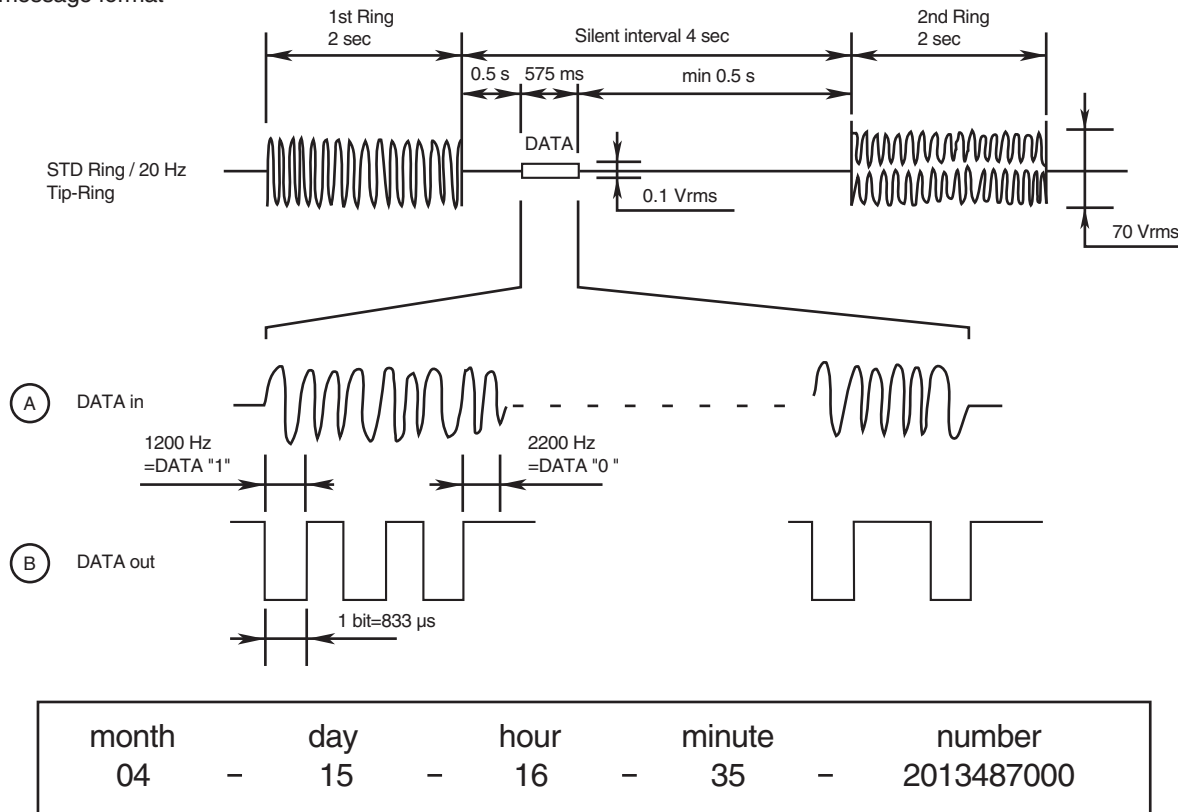 message format
1st Ring
2 sec
Silent interval 4 sec
2nd Ring
2 sec
0.5 s
575 ms
min 0.5 s
DATA
STD Ring / 20 Hz
Tip-Ring
0.1 Vrms
70 Vrms
A
DATA in
1200 Hz
=DATA "1"
2200 Hz
=DATA "0 "
B
DATA out
1 bit=833 µs
month day hour minute number
04 – 15 – 16 – 35 – 2013487000